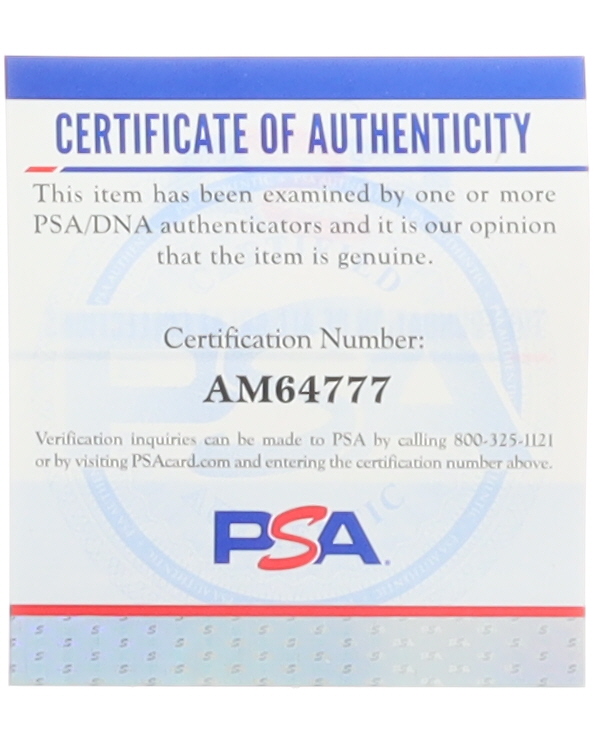 CERTIFICATE OF AUTHENTICITY
This item has been examined by one or more
PSA/DNA authenticators and it is our opinion
that the item is genuine.
Certification Number:
AM64777
Verification inquiries can be made to PSA by calling 800-325-1121
or by visiting PSAcard.com and entering the certification number above.
PSA